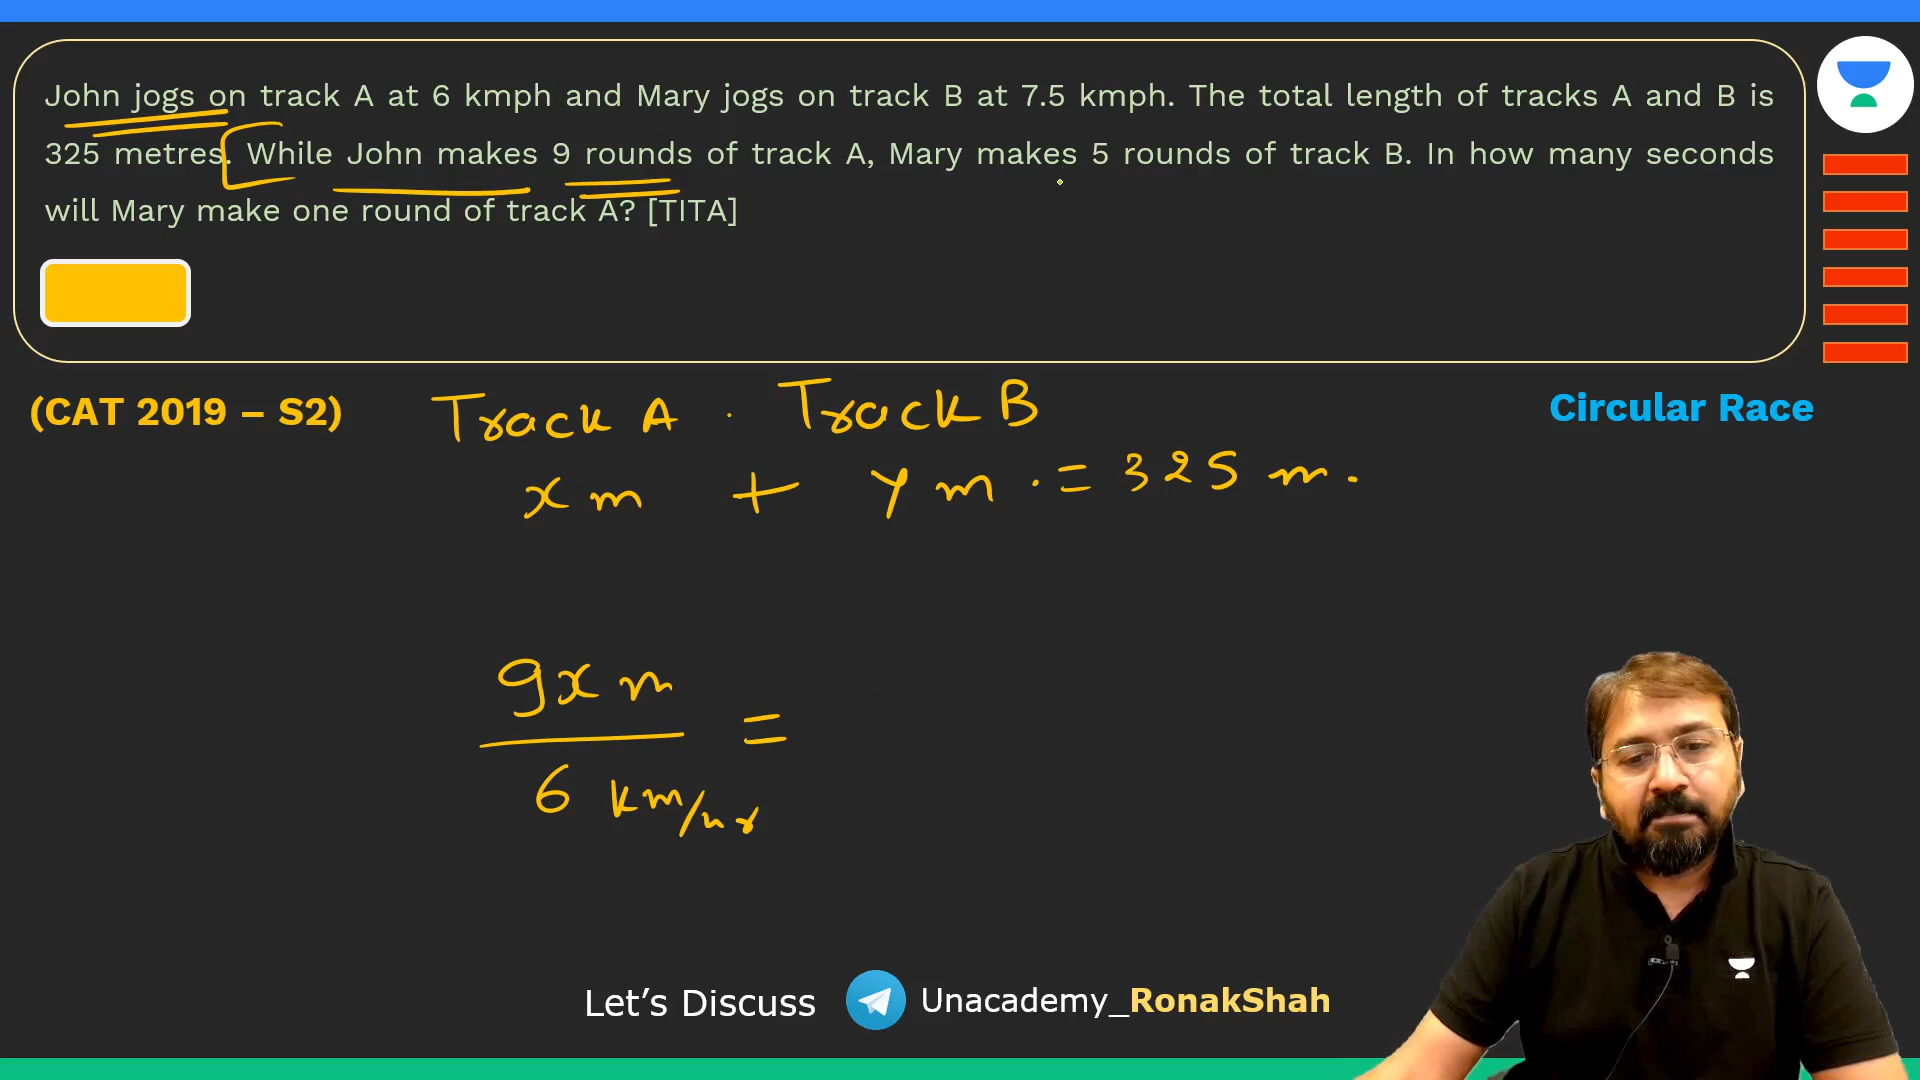 John jogs on track A at 6 kmph and Mary jogs on track B at 7.5 kmph. The total length of tracks A and B is
325 metres. While John makes 9 rounds of track A, Mary makes 5 rounds of track B. In how many seconds
will Mary make one round of track A? [TITA]
(CAT 2019 – S2)
Track A . Track B
Circular Race
x m + y m . = 325 m.
9x m
=
6 km/hr
Let’s Discuss
Unacademy_RonakShah